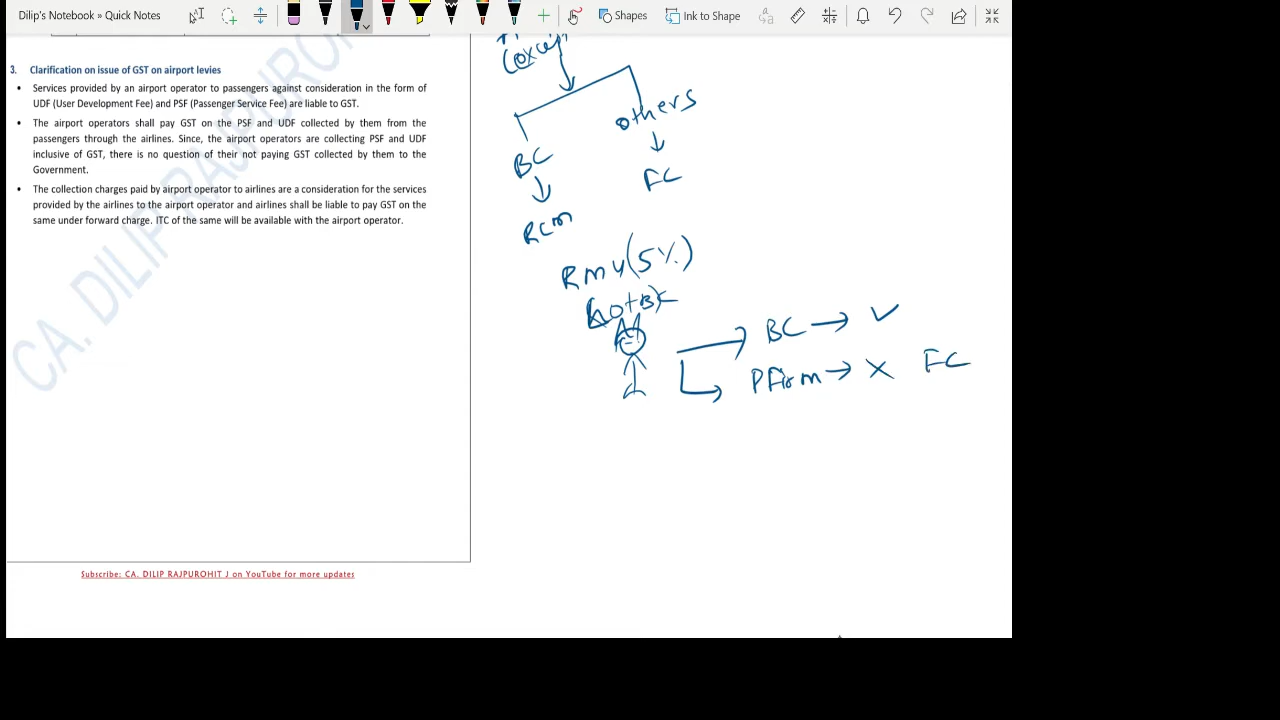 Dilip's Notebook » Quick Notes
Shapes
Ink to Shape
3. Clarification on issue of GST on airport levies
• Services provided by an airport operator to passengers against consideration in the form of
UDF (User Development Fee) and PSF (Passenger Service Fee) are liable to GST.
• The airport operators shall pay GST on the PSF and UDF collected by them from the
passengers through the airlines. Since, the airport operators are collecting PSF and UDF
inclusive of GST, there is no question of their not paying GST collected by them to the
Government.
• The collection charges paid by airport operator to airlines are a consideration for the services
provided by the airlines to the airport operator and airlines shall be liable to pay GST on the
same under forward charge. ITC of the same will be available with the airport operator.
CA. DILIP RAJPUROHIT
Subscribe: CA. DILIP RAJPUROHIT J on YouTube for more updates
others
BC
FC
RCM
RMV (5%)
BC → ✓
PFirm → X FC